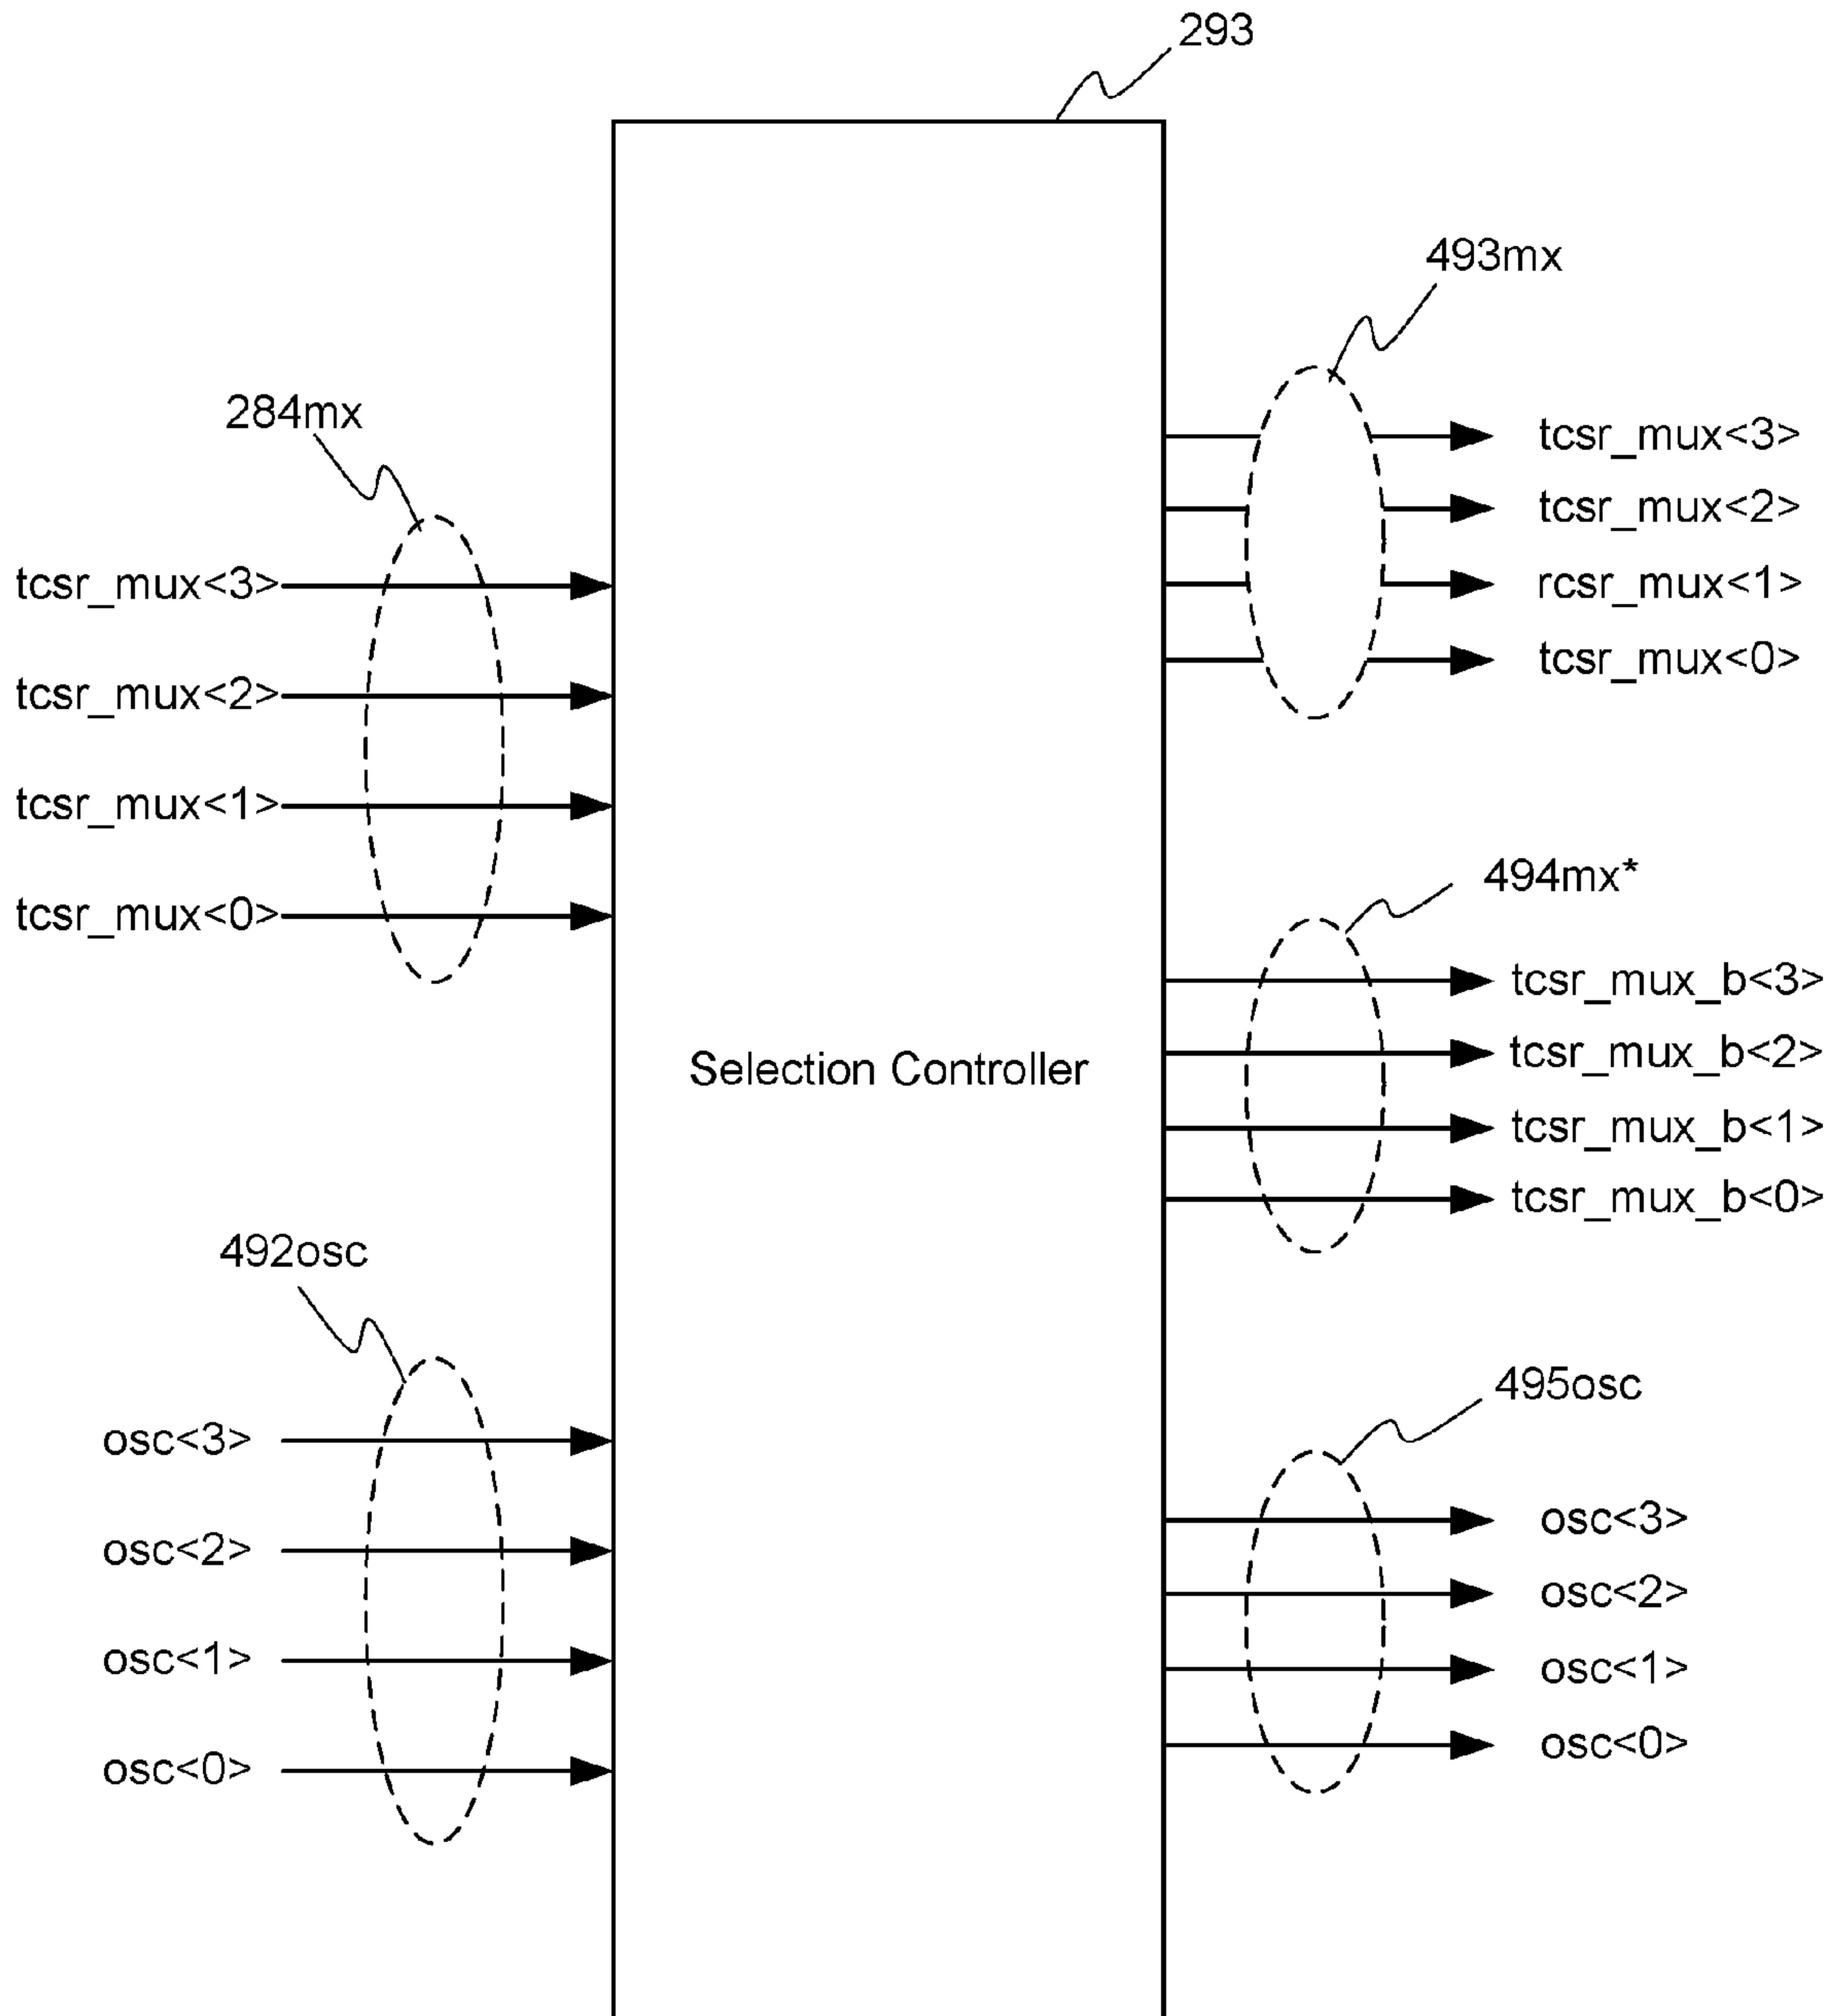 293
493mx
284mx
tcsr_mux<3>
tcsr_mux<2>
rcsr_mux<1>
tcsr_mux<0>
tcsr_mux<3>
tcsr_mux<2>
tcsr_mux<1>
tcsr_mux<0>
494mx*
tcsr_mux_b<3>
tcsr_mux_b<2>
tcsr_mux_b<1>
tcsr_mux_b<0>
Selection Controller
492osc
495osc
osc<3>
osc<2>
osc<1>
osc<0>
osc<3>
osc<2>
osc<1>
osc<0>